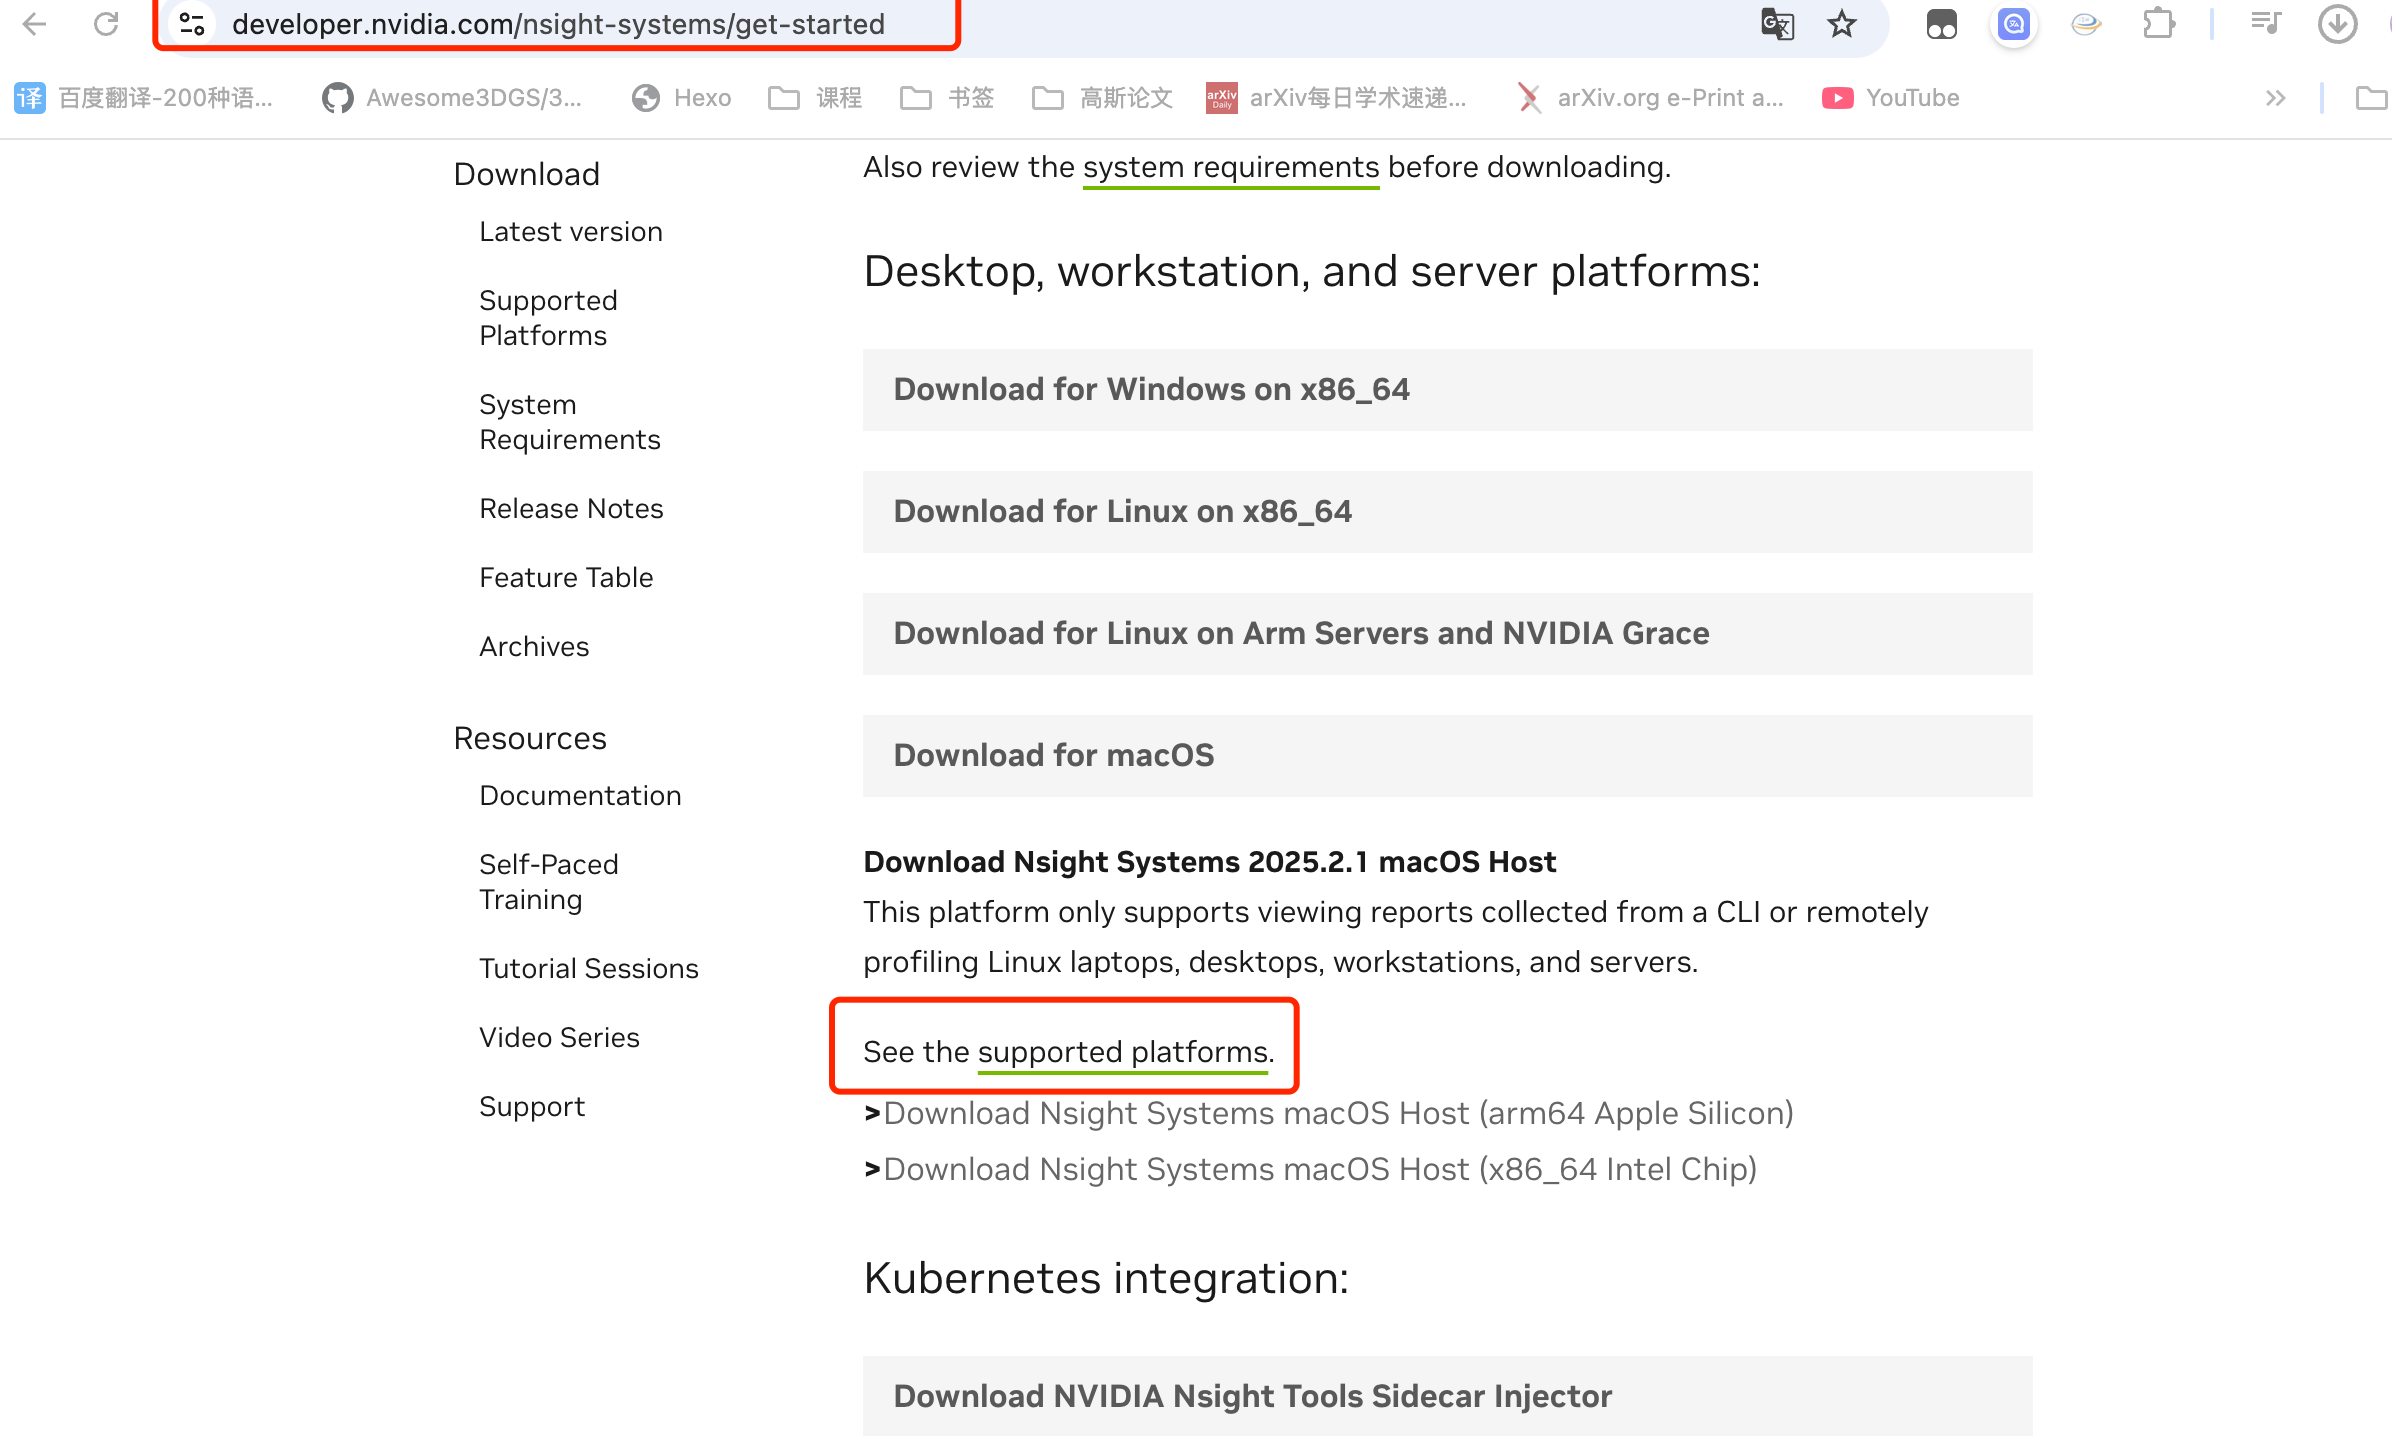 developer.nvidia.com/nsight-systems/get-started
译 百度翻译-200种语... Awesome3DGS/3... Hexo 课程 书签 高斯论文 arXiv Daily arXiv每日学术速递... arXiv.org e-Print a... YouTube
Download
Latest version
Supported
Platforms
System
Requirements
Release Notes
Feature Table
Archives
Resources
Documentation
Self-Paced
Training
Tutorial Sessions
Video Series
Support
Also review the system requirements before downloading.
Desktop, workstation, and server platforms:
Download for Windows on x86_64
Download for Linux on x86_64
Download for Linux on Arm Servers and NVIDIA Grace
Download for macOS
Download Nsight Systems 2025.2.1 macOS Host
This platform only supports viewing reports collected from a CLI or remotely
profiling Linux laptops, desktops, workstations, and servers.
See the supported platforms.
>Download Nsight Systems macOS Host (arm64 Apple Silicon)
>Download Nsight Systems macOS Host (x86_64 Intel Chip)
Kubernetes integration:
Download NVIDIA Nsight Tools Sidecar Injector